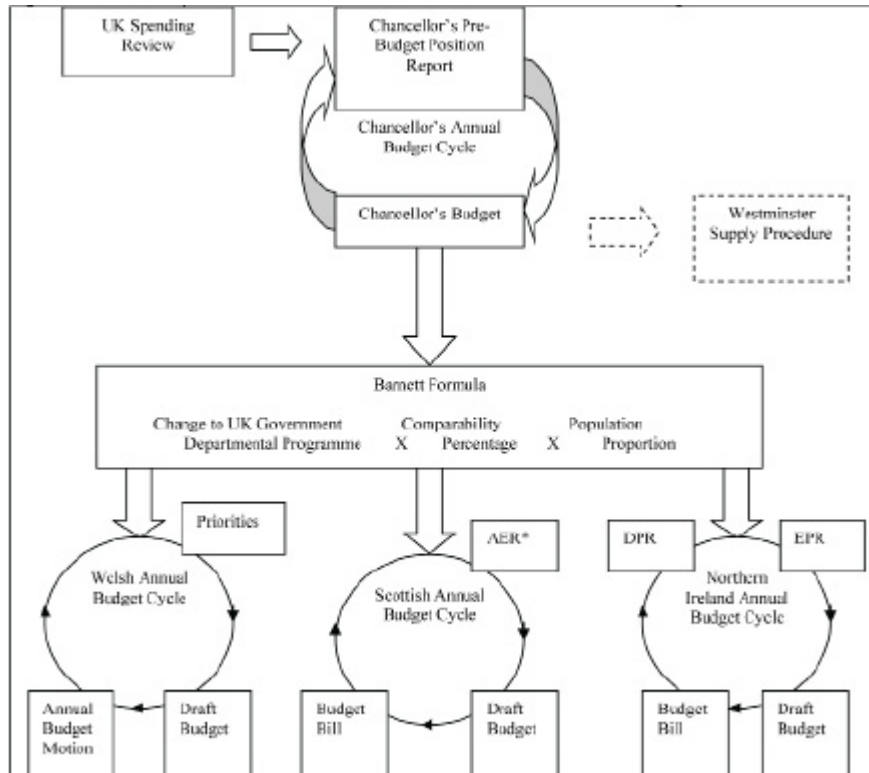 UK Spending
Review
Chancellor's Pre-
Budget Position
Report
Chancellor's Annual
Budget Cycle
Chancellor's Budget
Westminster
Supply Procedure
Barnett Formula
Change to UK Government Comparability Population
Departmental Programme X Percentage X Proportion
Priorities
Welsh Annual
Budget Cycle
Annual
Budget
Motion
Draft
Budget
AER*
Scottish Annual
Budget Cycle
Budget
Bill
Draft
Budget
DPR
EPR
Northern
Ireland Annual
Budget Cycle
Budget
Bill
Draft
Budget